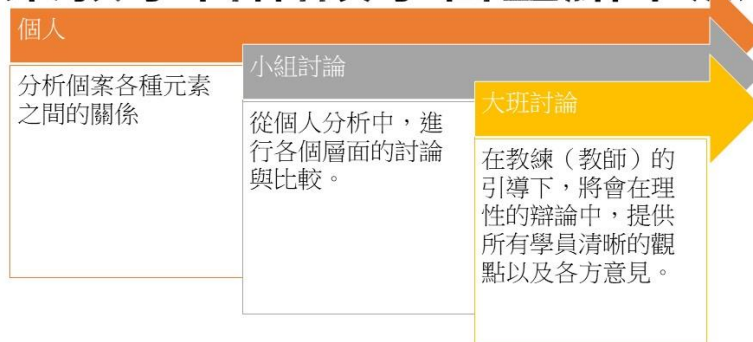 個人
分析個案各種元素
之間的關係
小組討論
從個人分析中，進
行各個層面的討論
與比較。
大班討論
在教練（教師）的
引導下，將會在理
性的辯論中，提供
所有學員清晰的觀
點以及各方意見。